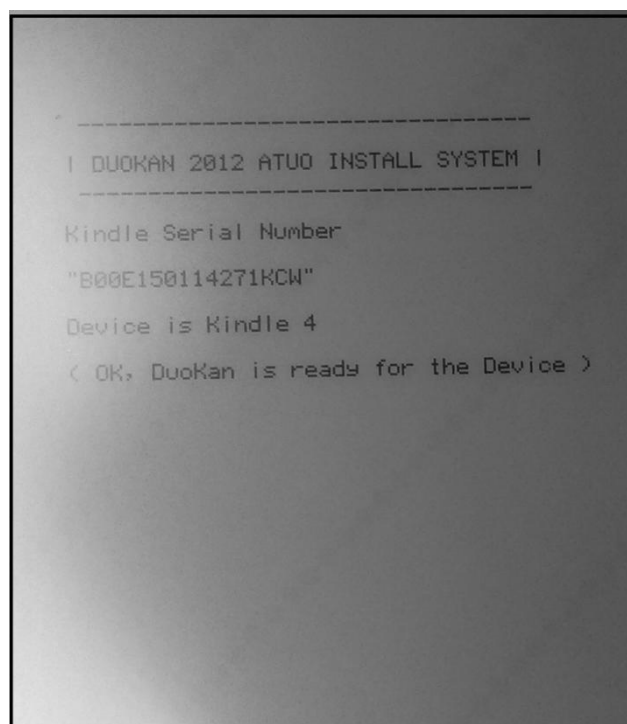 ---------------------------------
| DUOKAN 2012 ATUO INSTALL SYSTEM |
---------------------------------
Kindle Serial Number
"B00E150114271KCW"
Device is Kindle 4
( OK, DuoKan is ready for the Device )